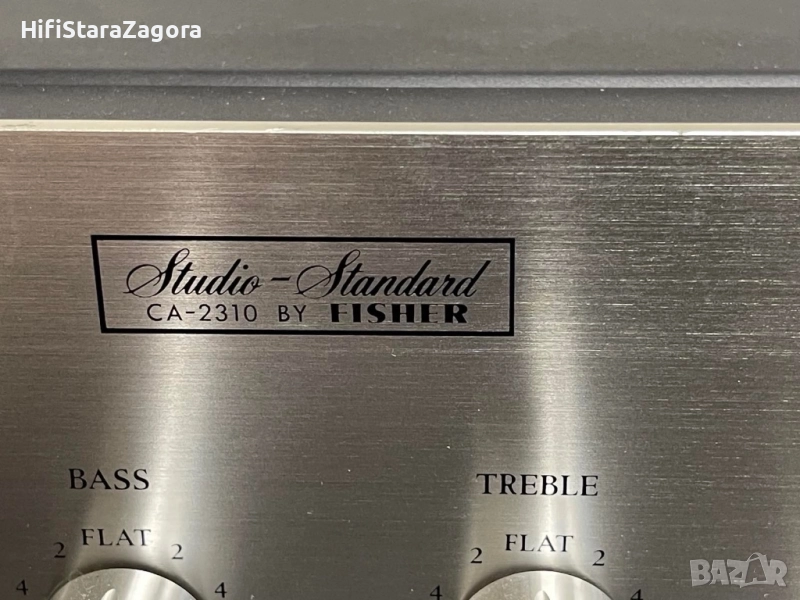 HifiStaraZagora
Studio-Standard
CA-2310 BY FISHER
BASS TREBLE
2 FLAT 2 2 FLAT 2
4 4 4 4
BAZAR